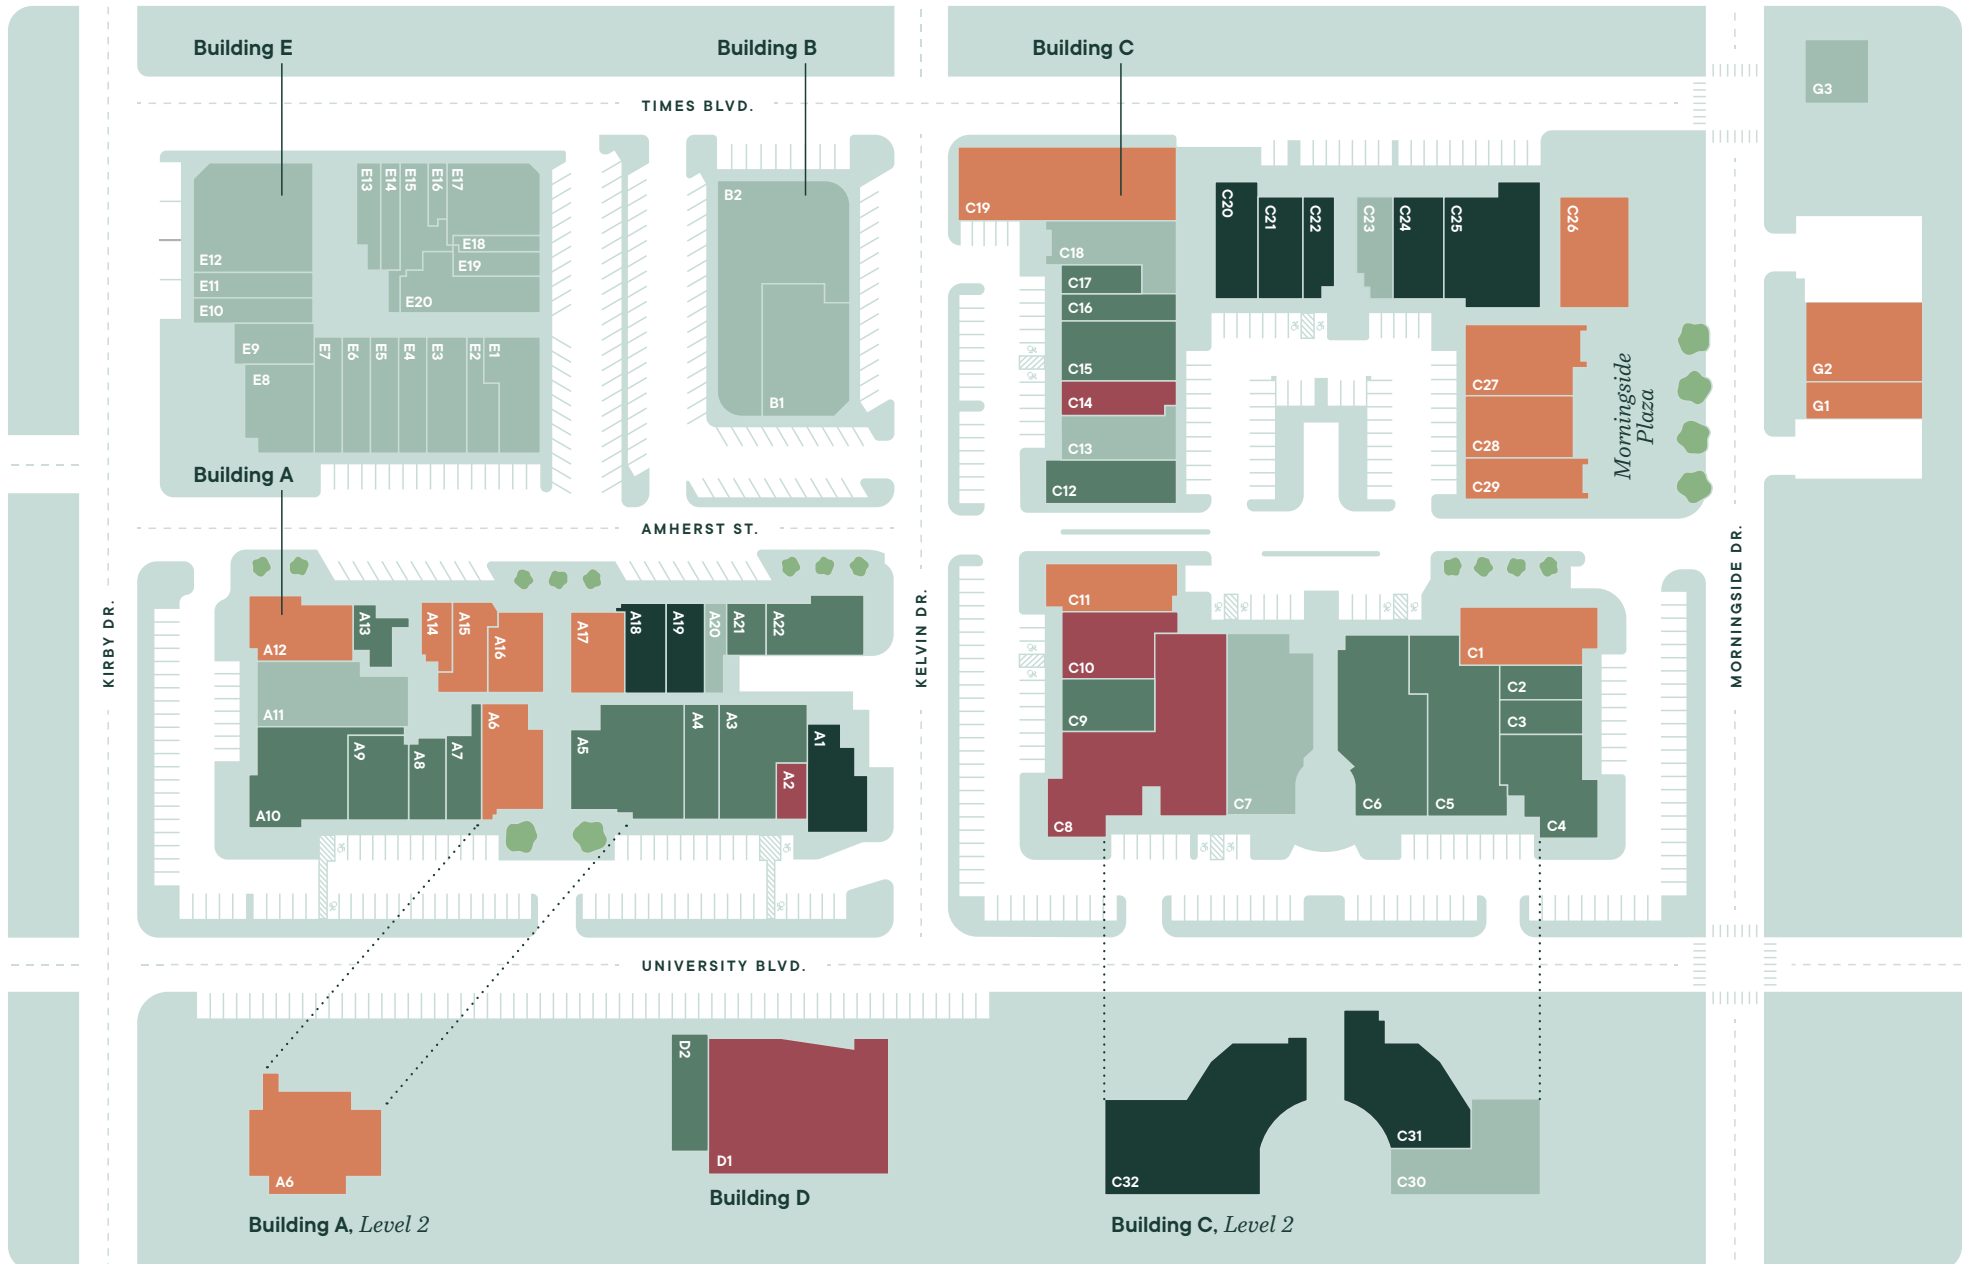 Building E
Building B
Building C
TIMES BLVD.
G3
E12
E11
E10
E9
E8
E13
E14
E15
E16
E17
E18
E19
E20
E7
E6
E5
E4
E3
E2
E1
B2
B1
C19
C18
C17
C16
C15
C14
C13
C12
C20
C21
C22
C23
C24
C25
C26
C27
C28
C29
Morningside
Plaza
G2
G1
Building A
AMHERST ST.
KIRBY DR.
KELVIN DR.
MORNINGSIDE DR.
A12
A13
A14
A15
A16
A17
A18
A19
A20
A21
A22
A11
A10
A9
A8
A7
A6
A5
A4
A3
A2
A1
C11
C10
C9
C8
C7
C6
C5
C4
C3
C2
C1
UNIVERSITY BLVD.
A6
Building A, Level 2
D2
D1
Building D
C32
C31
C30
Building C, Level 2